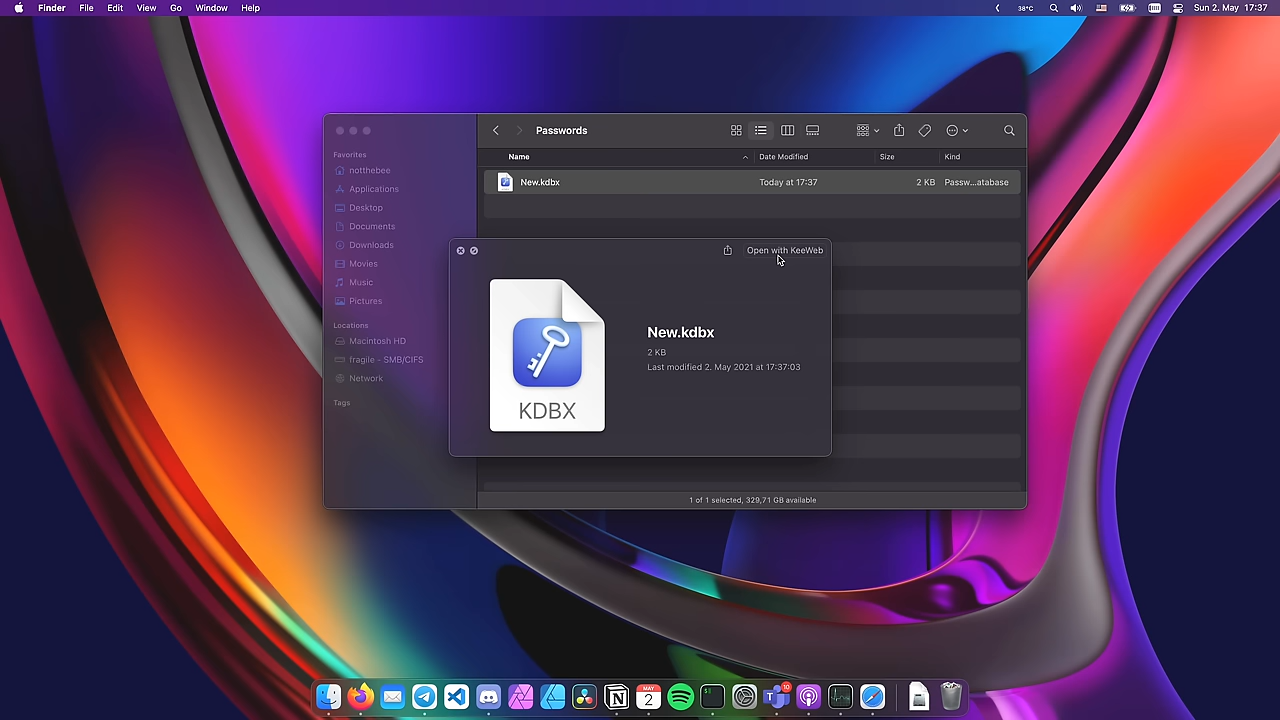 Finder File Edit View Go Window Help 38°C Sun 2. May 17:37
Passwords
Favorites
notthebee
Applications
Desktop
Documents
Downloads
Movies
Music
Pictures
Locations
Macintosh HD
fragile - SMB/CIFS
Network
Tags
Name Date Modified Size Kind
New.kdbx Today at 17:37 2 KB Passw...atabase
Open with KeeWeb
KDBX
New.kdbx
2 KB
Last modified 2. May 2021 at 17:37:03
1 of 1 selected, 329,71 GB available
MAY
2
10